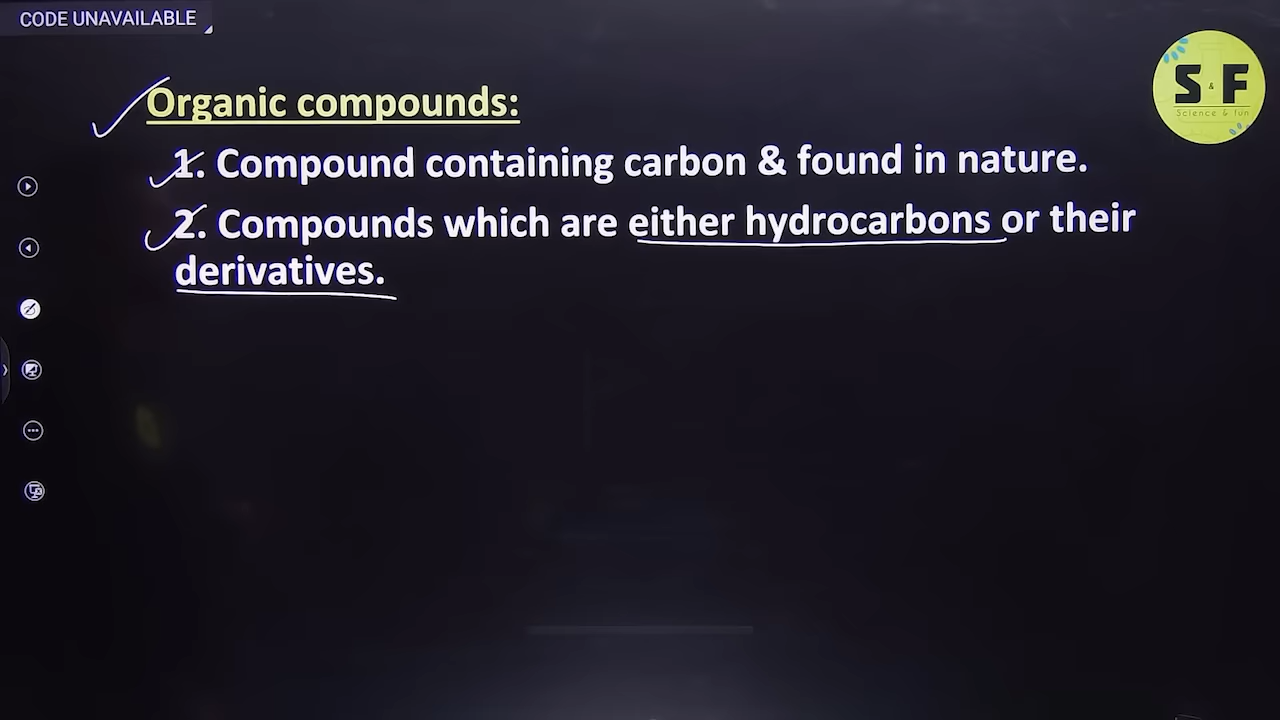 CODE UNAVAILABLE
S & F
Science & fun
Organic compounds:
1. Compound containing carbon & found in nature.
2. Compounds which are either hydrocarbons or their
derivatives.